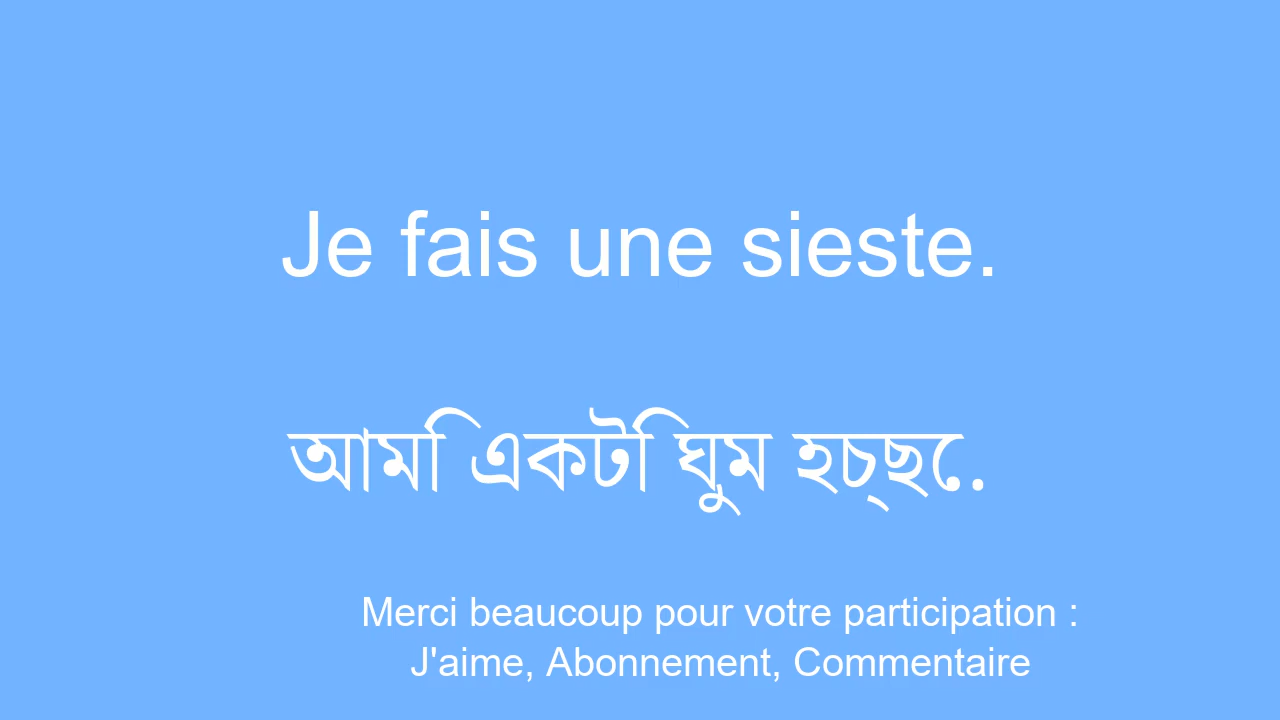 Je fais une sieste.
আমি একটি ঘুম হচ্ছে.
Merci beaucoup pour votre participation :
J'aime, Abonnement, Commentaire